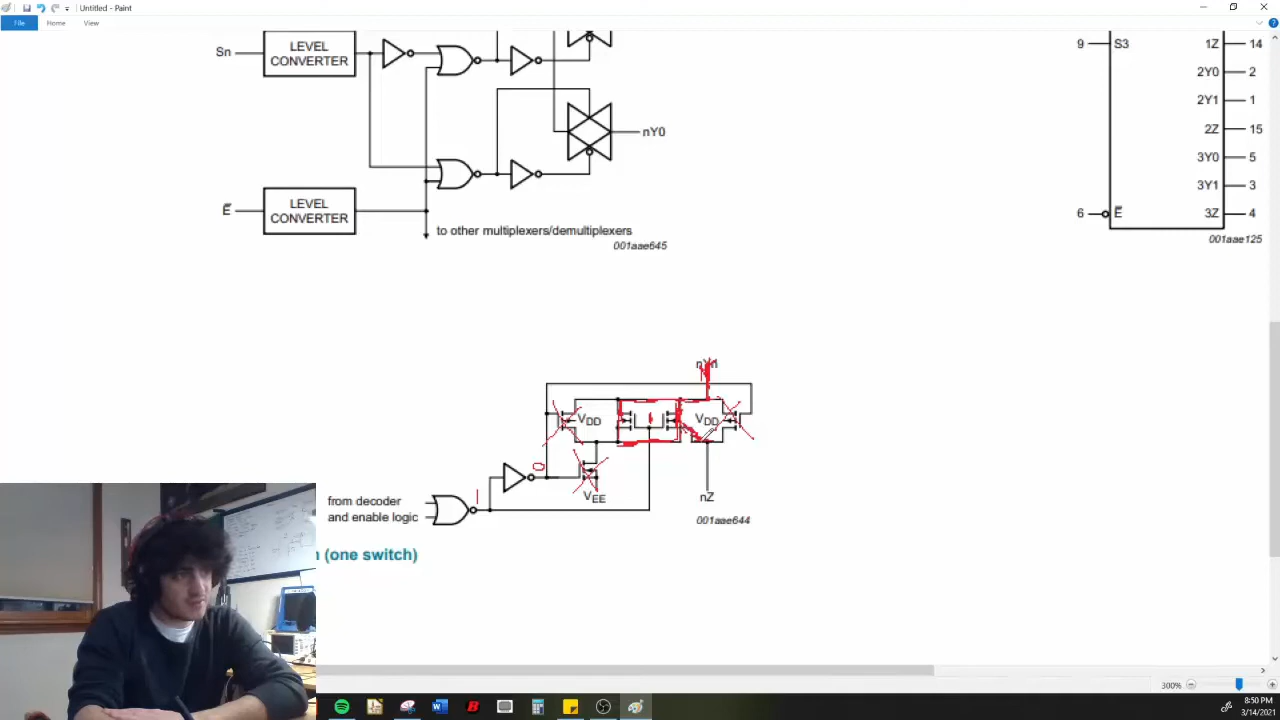 Untitled - Paint
File
Home
View
Sn
LEVEL
CONVERTER
nY0
E̅
LEVEL
CONVERTER
to other multiplexers/demultiplexers
001aae645
9
S3
1Z
14
2Y0
2
2Y1
1
2Z
15
3Y0
5
3Y1
3
6
E̅
3Z
4
001aae125
nYn
VDD
1
VDD
0
VEE
1
from decoder
and enable logic
nZ
001aae644
(one switch)
300%
8:50 PM
3/14/2021